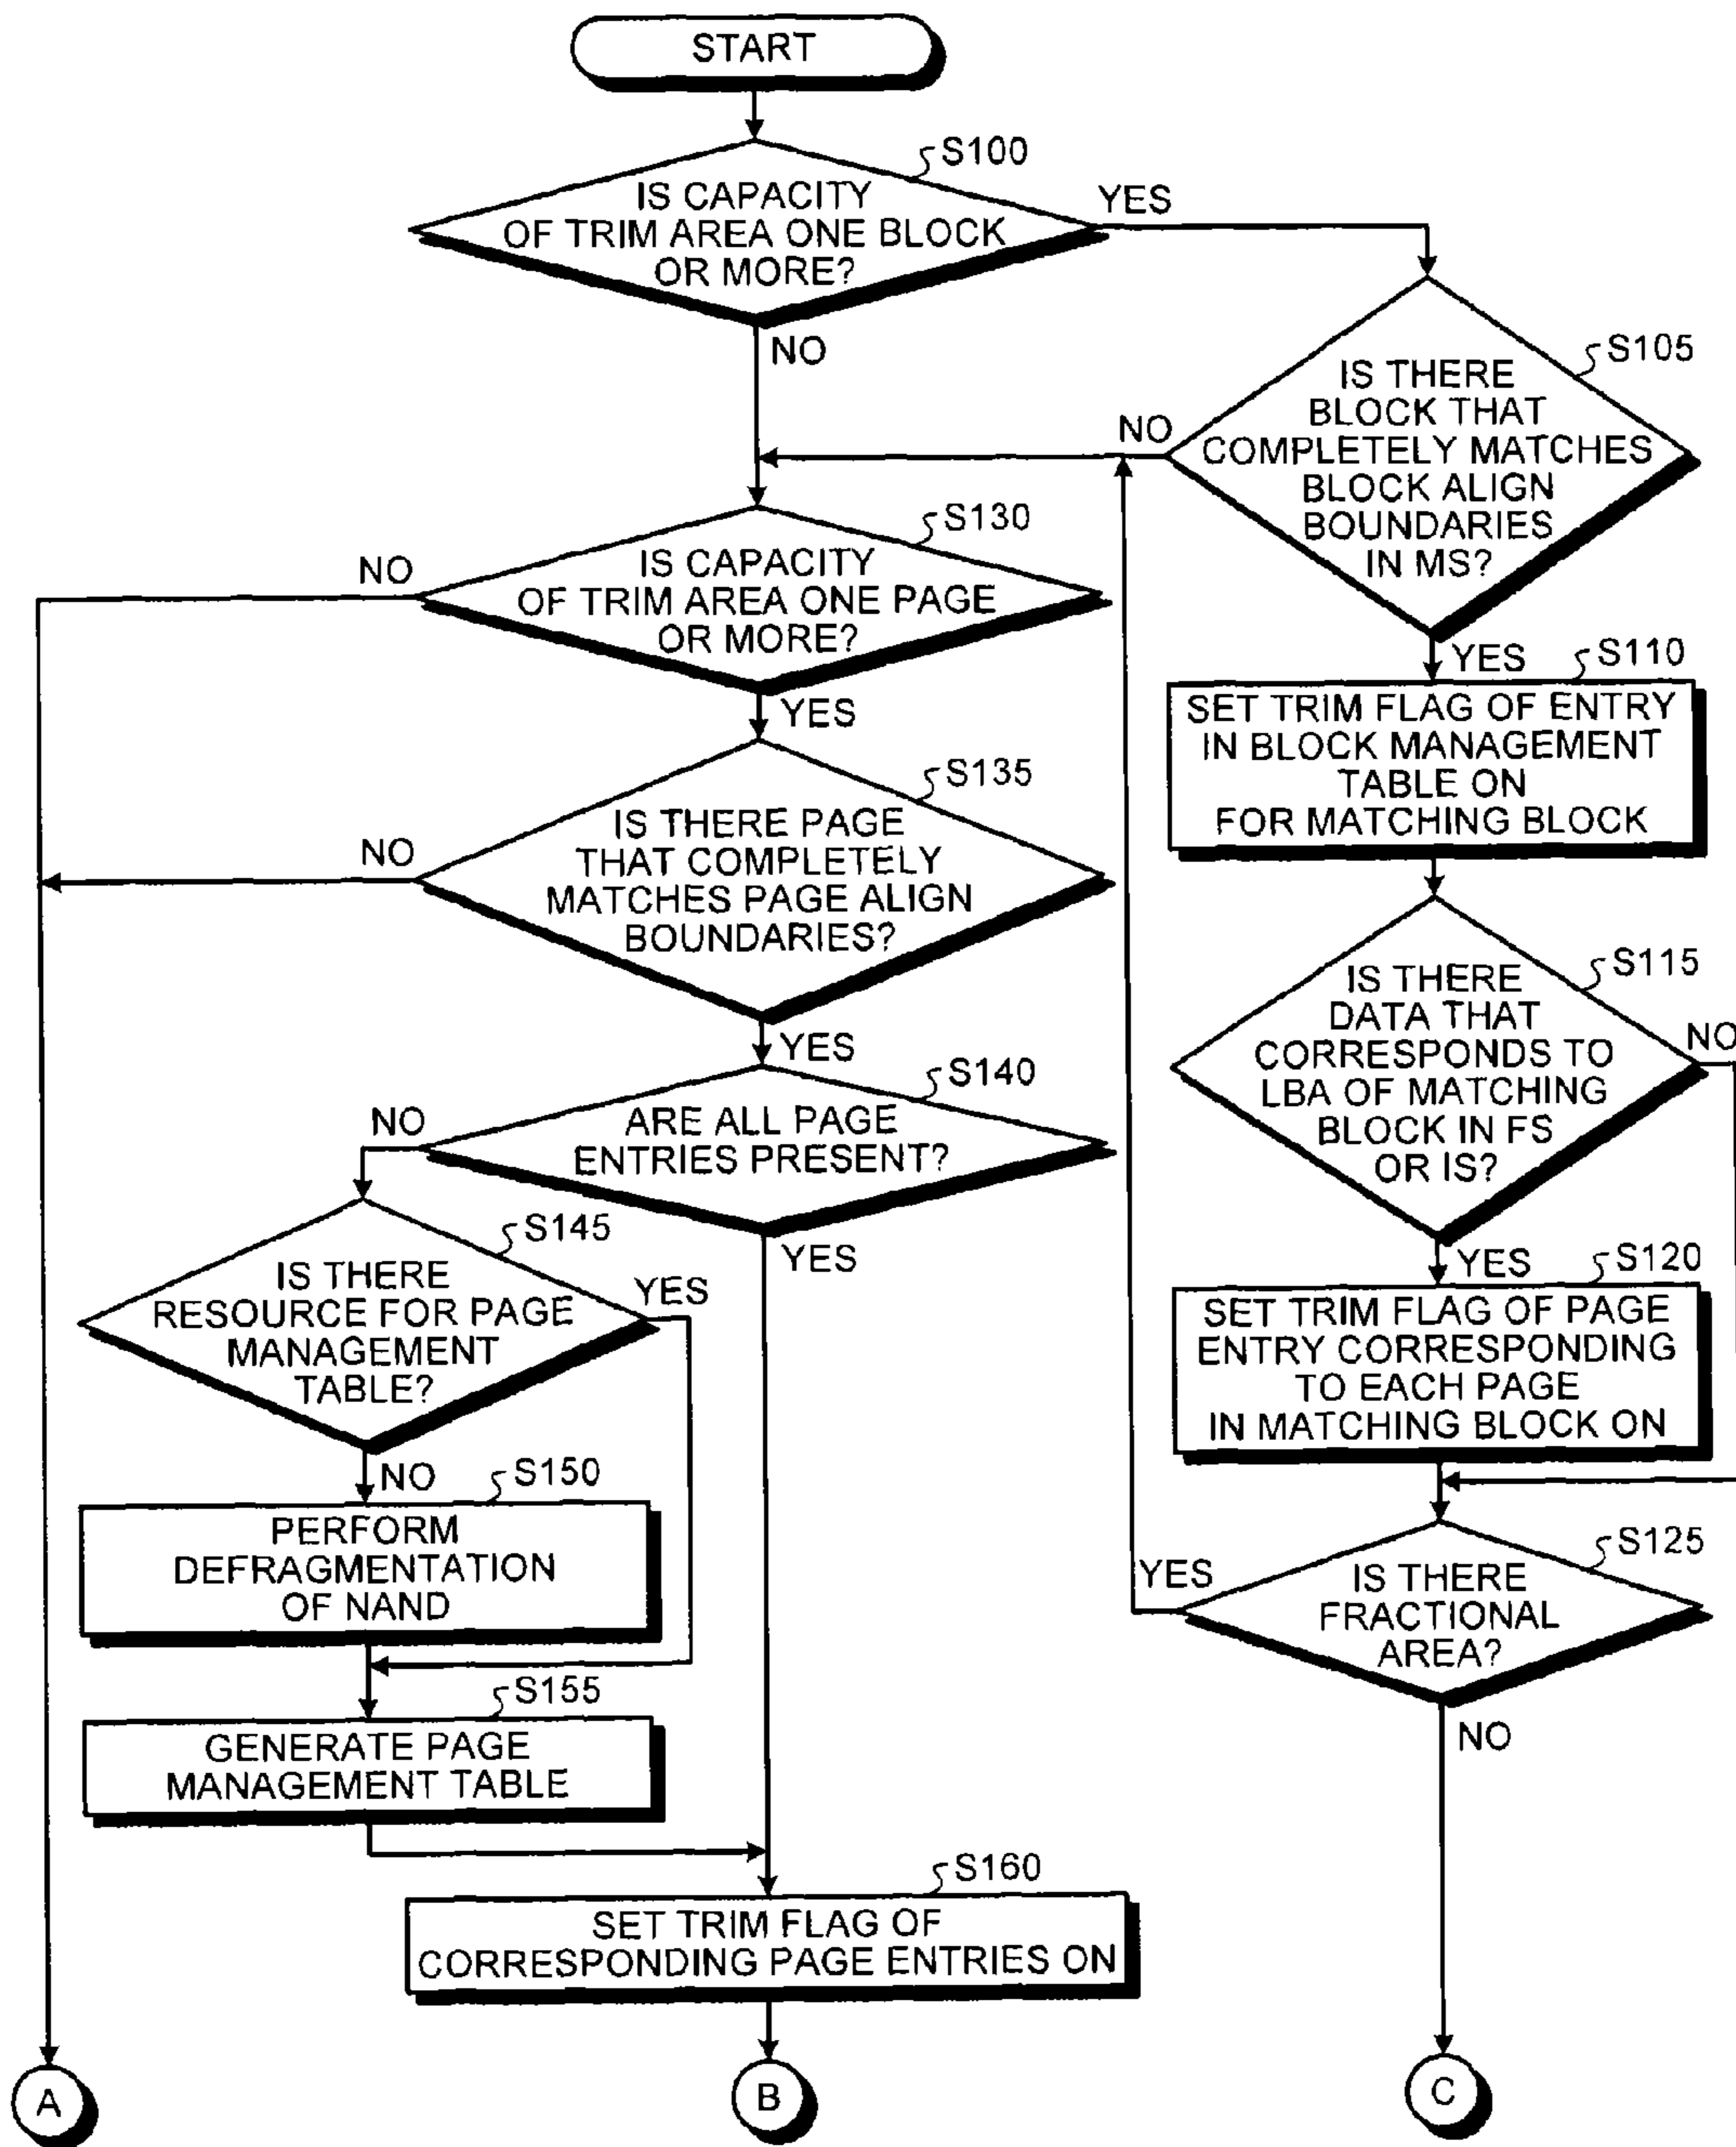 START
S100
IS CAPACITY
OF TRIM AREA ONE BLOCK
OR MORE?
YES
NO
S105
IS THERE
BLOCK THAT
COMPLETELY MATCHES
BLOCK ALIGN
BOUNDARIES
IN MS?
NO
YES
S130
IS CAPACITY
OF TRIM AREA ONE PAGE
OR MORE?
NO
YES
S110
SET TRIM FLAG OF ENTRY
IN BLOCK MANAGEMENT
TABLE ON
FOR MATCHING BLOCK
S135
IS THERE PAGE
THAT COMPLETELY
MATCHES PAGE ALIGN
BOUNDARIES?
NO
YES
S115
IS THERE
DATA THAT
CORRESPONDS TO
LBA OF MATCHING
BLOCK IN FS
OR IS?
NO
YES
S140
ARE ALL PAGE
ENTRIES PRESENT?
NO
YES
S120
SET TRIM FLAG OF PAGE
ENTRY CORRESPONDING
TO EACH PAGE
IN MATCHING BLOCK ON
S145
IS THERE
RESOURCE FOR PAGE
MANAGEMENT
TABLE?
YES
NO
S150
PERFORM
DEFRAGMENTATION
OF NAND
S125
IS THERE
FRACTIONAL
AREA?
YES
NO
S155
GENERATE PAGE
MANAGEMENT TABLE
S160
SET TRIM FLAG OF
CORRESPONDING PAGE ENTRIES ON
A
B
C